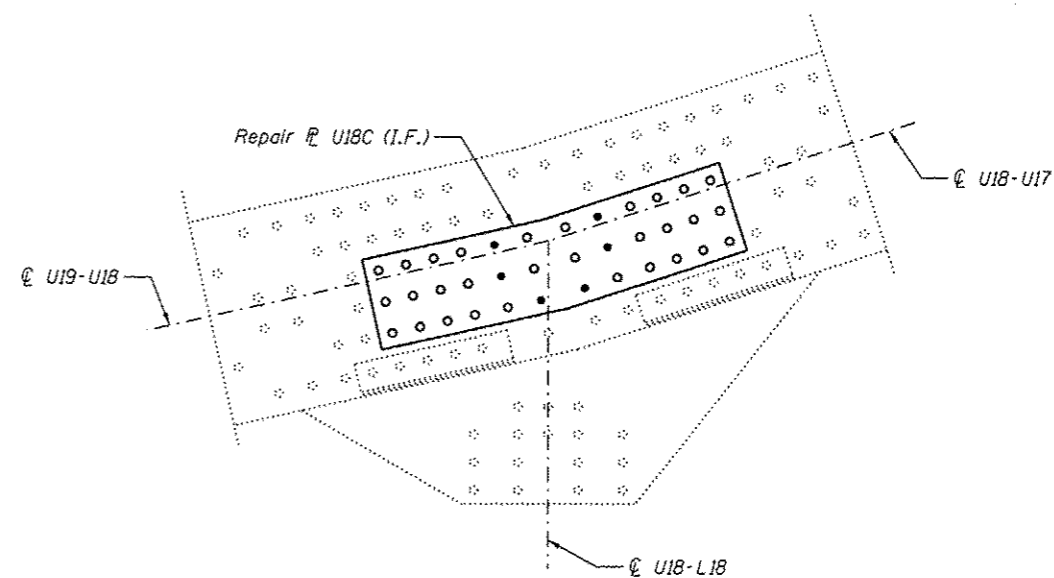 Repair ⅊ U18C (I.F.)
℄ U18-U17
℄ U19-U18
℄ U18-L18